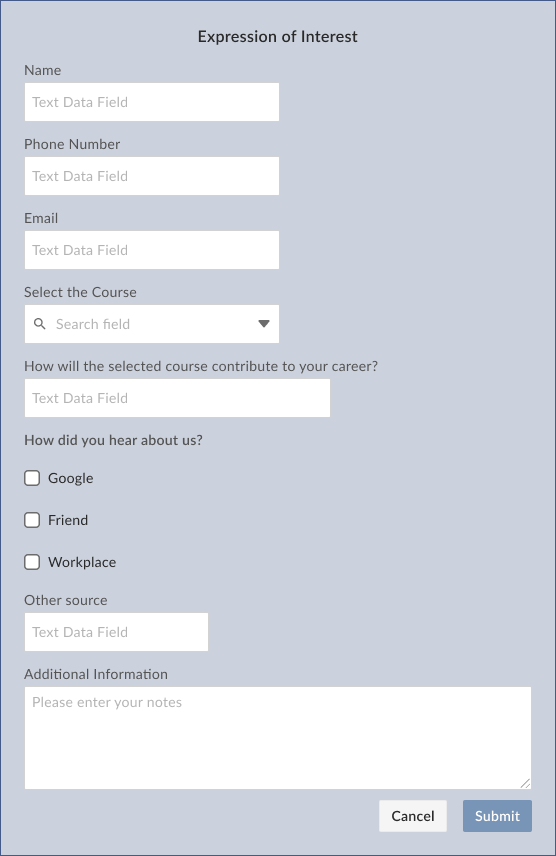 Expression of Interest
Name
Text Data Field
Phone Number
Text Data Field
Email
Text Data Field
Select the Course
Search field
How will the selected course contribute to your career?
Text Data Field
How did you hear about us?
Google
Friend
Workplace
Other source
Text Data Field
Additional Information
Please enter your notes
Cancel Submit